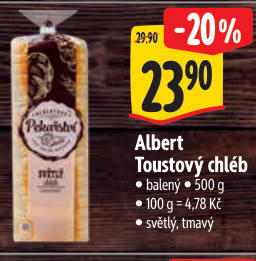 29.90
-20%
23.90
Albert
Toustový chléb
• balený • 500 g
• 100 g = 4,78 Kč
• světlý, tmavý
Pekařství
SVĚTLÝ